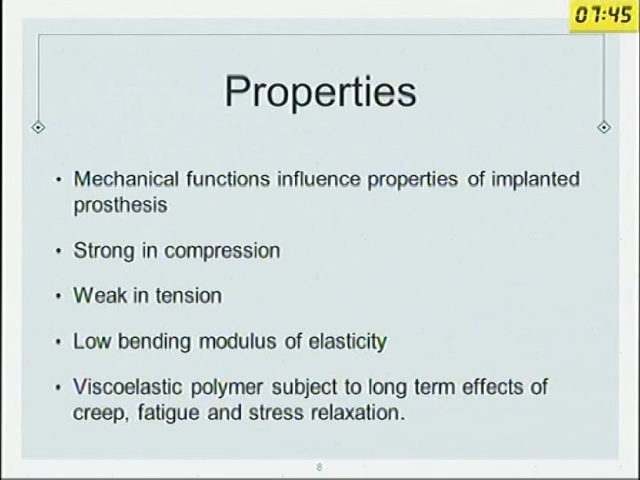 07:45
Properties
• Mechanical functions influence properties of implanted
prosthesis
• Strong in compression
• Weak in tension
• Low bending modulus of elasticity
• Viscoelastic polymer subject to long term effects of
creep, fatigue and stress relaxation.
8